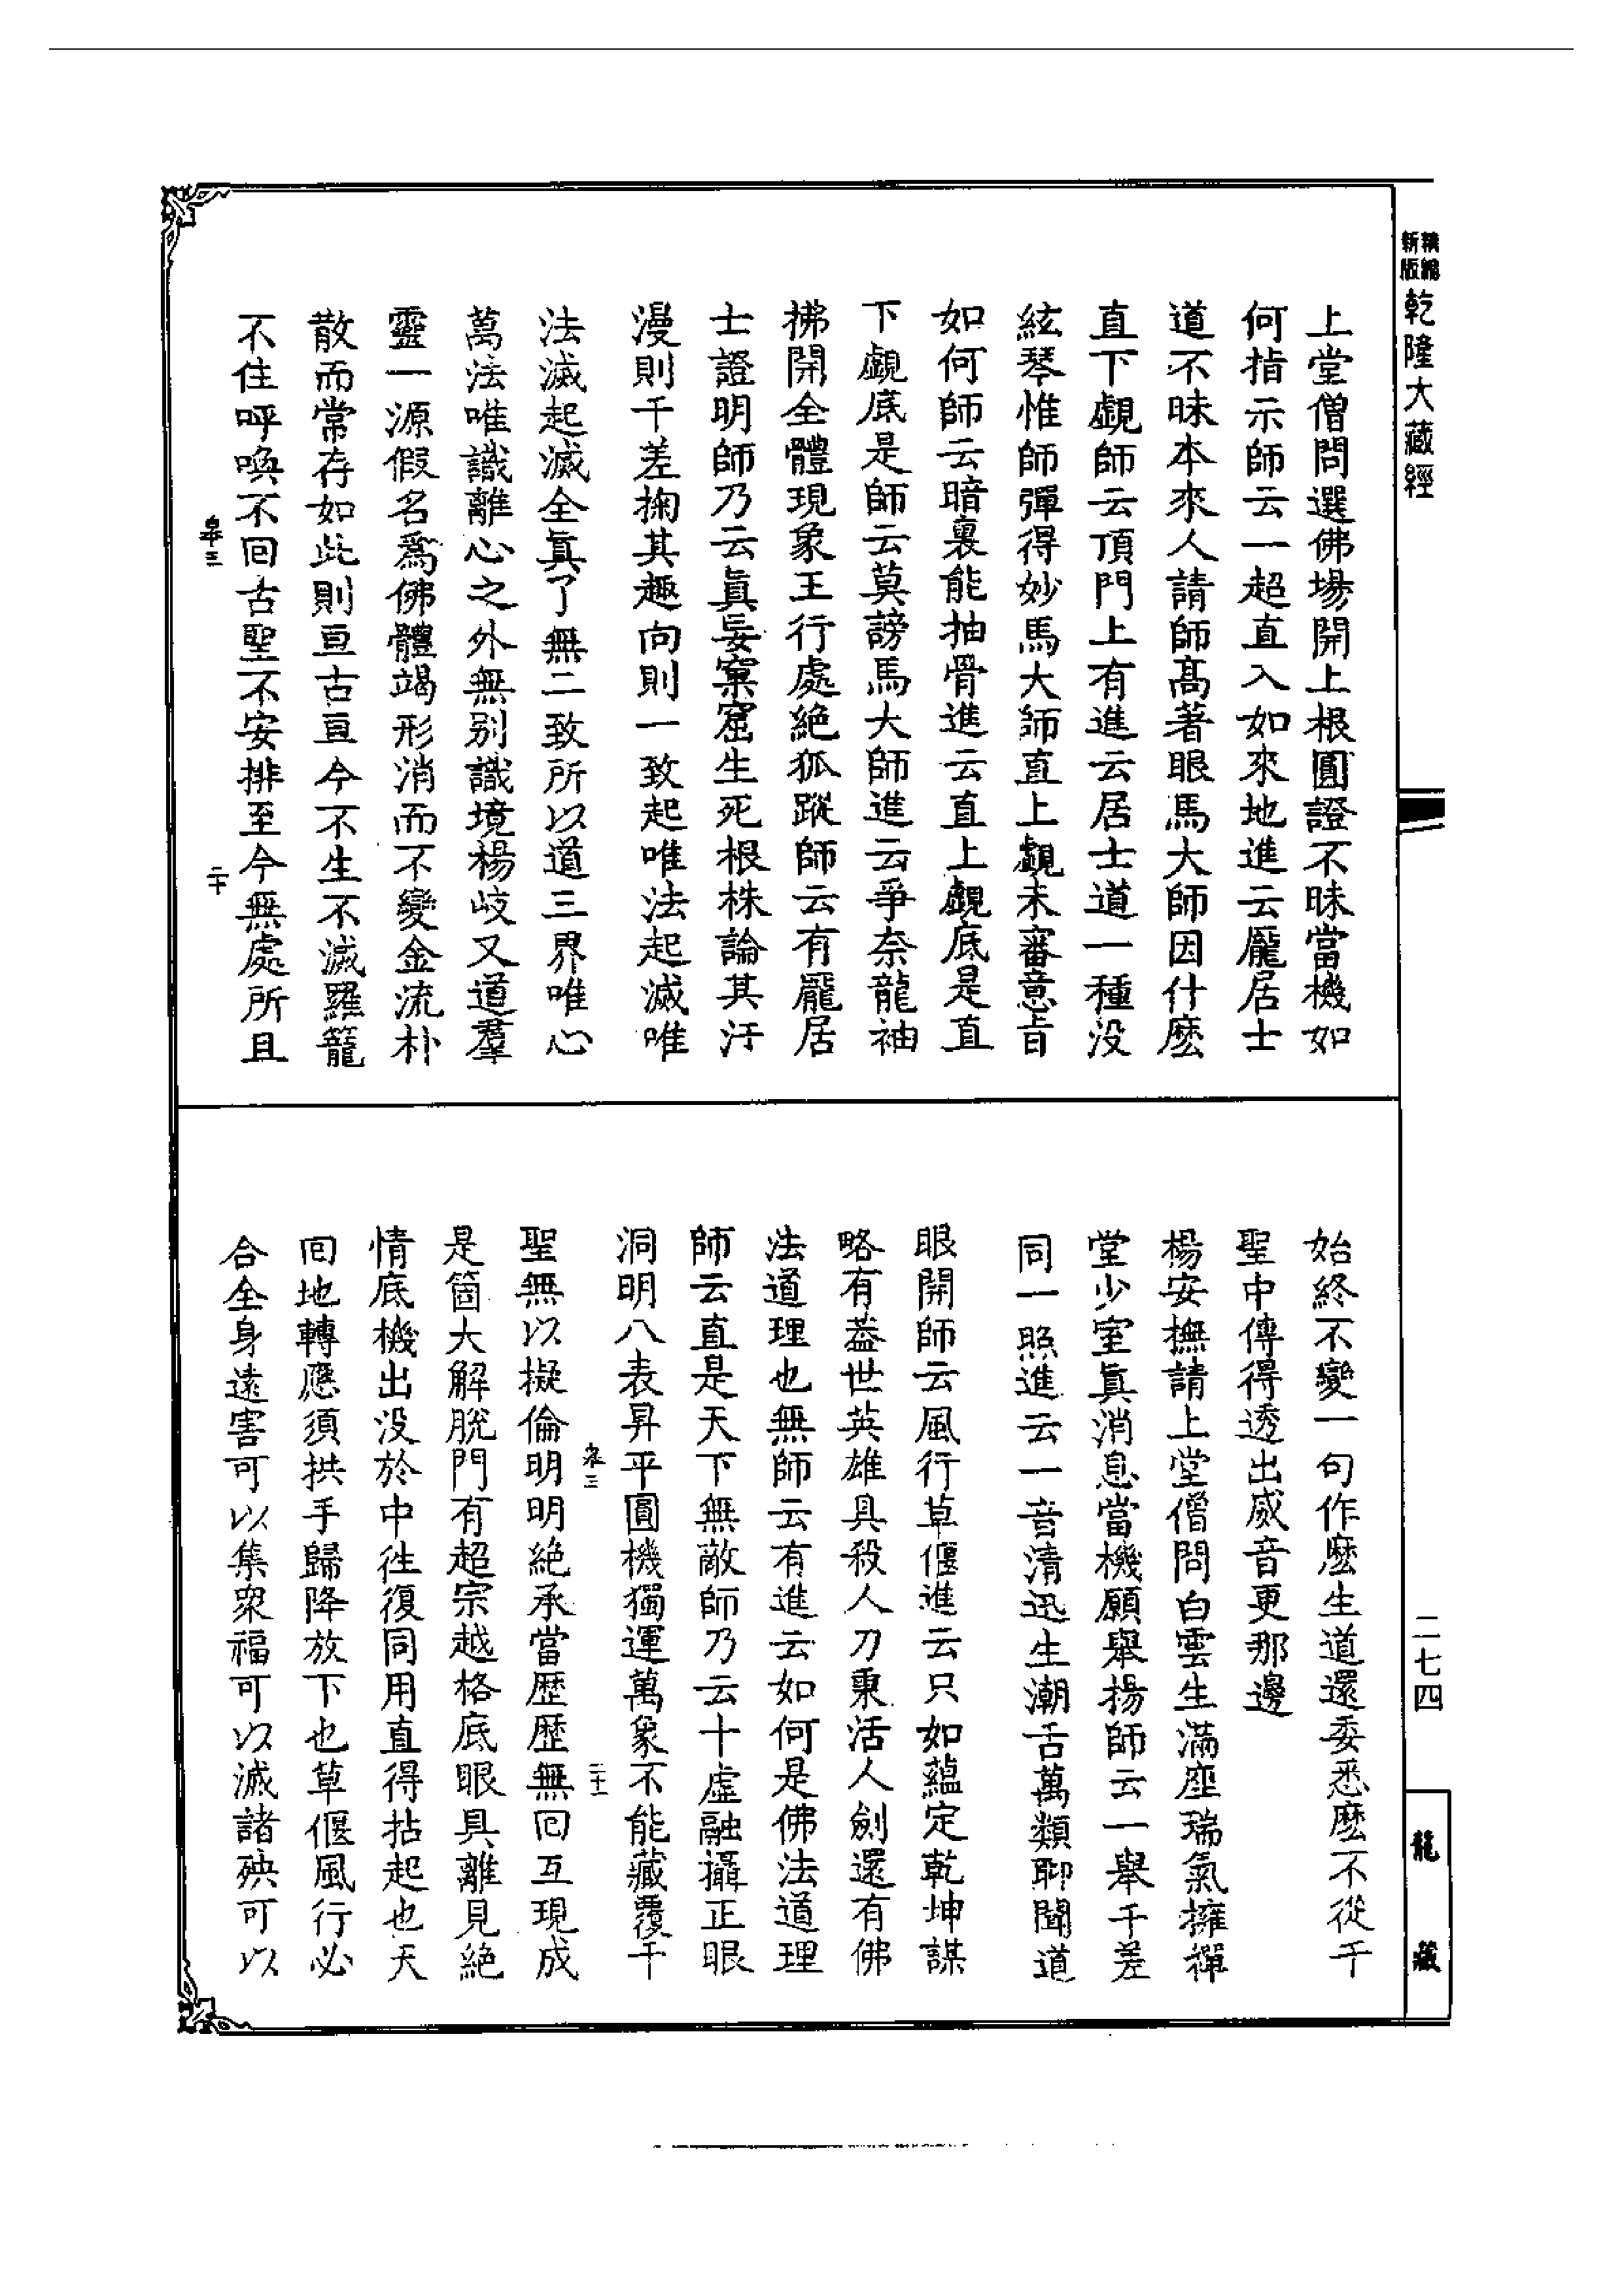 新版
乾隆大藏經
上堂僧問選佛場開上根圓證不昧當機如
何指示師云一超直入如來地進云龐居士
道不昧本來人請師髙著眼馬大師因什麽
直下覷師云頂門上有進云居士道一種没
絃琴惟師彈得妙馬大師直上覷未審意旨
如何師云暗裏能抽骨進云直上覷底是直
下覷底是師云莫謗馬大師進云爭奈龍袖
拂開全體現象王行處絶狐蹤師云有龐居
士證明師乃云眞妄窠窟生死根株論其汗
漫則千差掬其趣向則一致起唯法起滅唯
法滅起滅全眞了無二致所以道三界唯心
萬法唯識離心之外無别識境楊岐又道羣
靈一源假名爲佛體竭形消而不變金流朴
散而常存如此則亘古亘今不生不滅羅籠
不住呼喚不回古聖不安排至今無處所且
二十
始終不變一句作麽生道還委悉麽不從千
聖中傳得透出威音更那邊
楊安撫請上堂僧問白雲生滿座瑞氣擁禪
堂少室眞消息當機願舉揚師云一舉千差
同一照進云一音清迅生潮舌萬類聊聞道
眼開師云風行草偃進云只如蘊定乾坤謀
略有葢世英雄具殺人刀秉活人劍還有佛
法道理也無師云有進云如何是佛法道理
師云直是天下無敵師乃云十虛融攝正眼
洞明八表昇平圓機獨運萬象不能藏覆千
聖無以擬倫明明絶承當歷歷無回互現成
是箇大解脱門有超宗越格底眼具離見絶
情底機出没於中徃復同用直得拈起也天
回地轉應須拱手歸降放下也草偃風行必
合全身遠害可以集衆福可以滅諸殃可以
二十一
二七四
龍藏